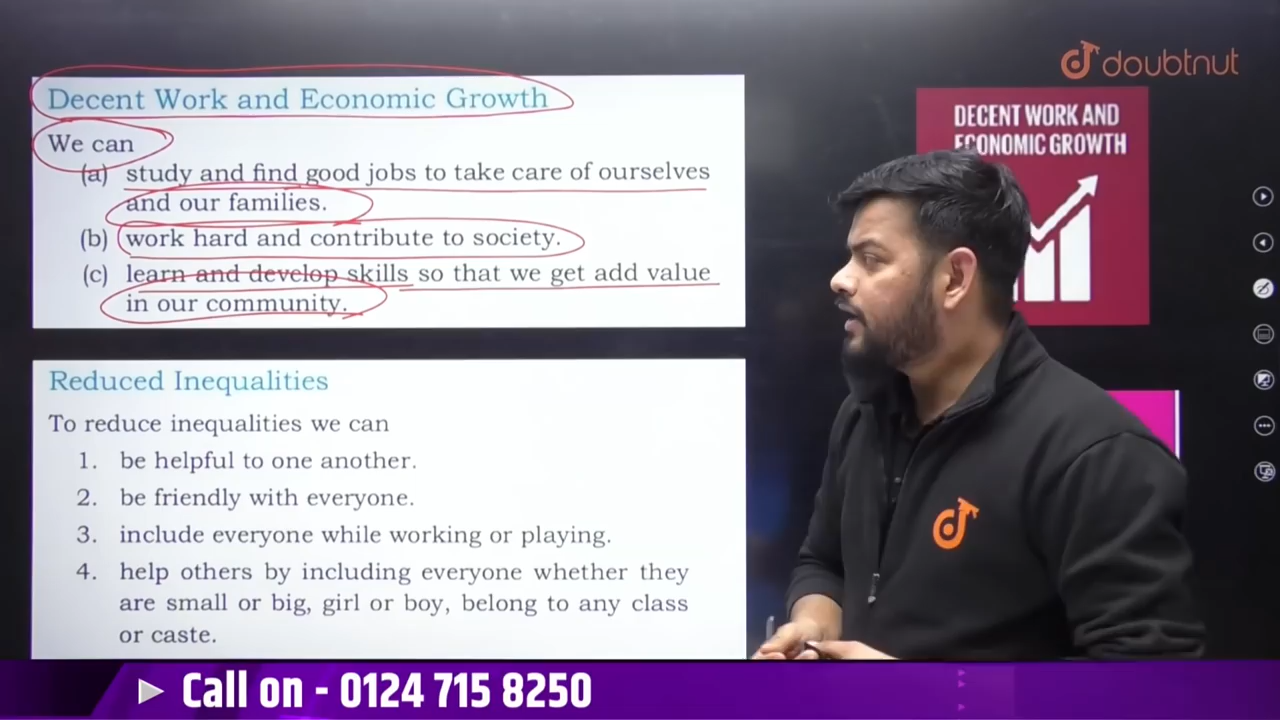 doubtnut
Decent Work and Economic Growth
We can
(a) study and find good jobs to take care of ourselves
and our families.
(b) work hard and contribute to society.
(c) learn and develop skills so that we get add value
in our community.
DECENT WORK AND
ECONOMIC GROWTH
Reduced Inequalities
To reduce inequalities we can
1. be helpful to one another.
2. be friendly with everyone.
3. include everyone while working or playing.
4. help others by including everyone whether they
are small or big, girl or boy, belong to any class
or caste.
Call on - 0124 715 8250